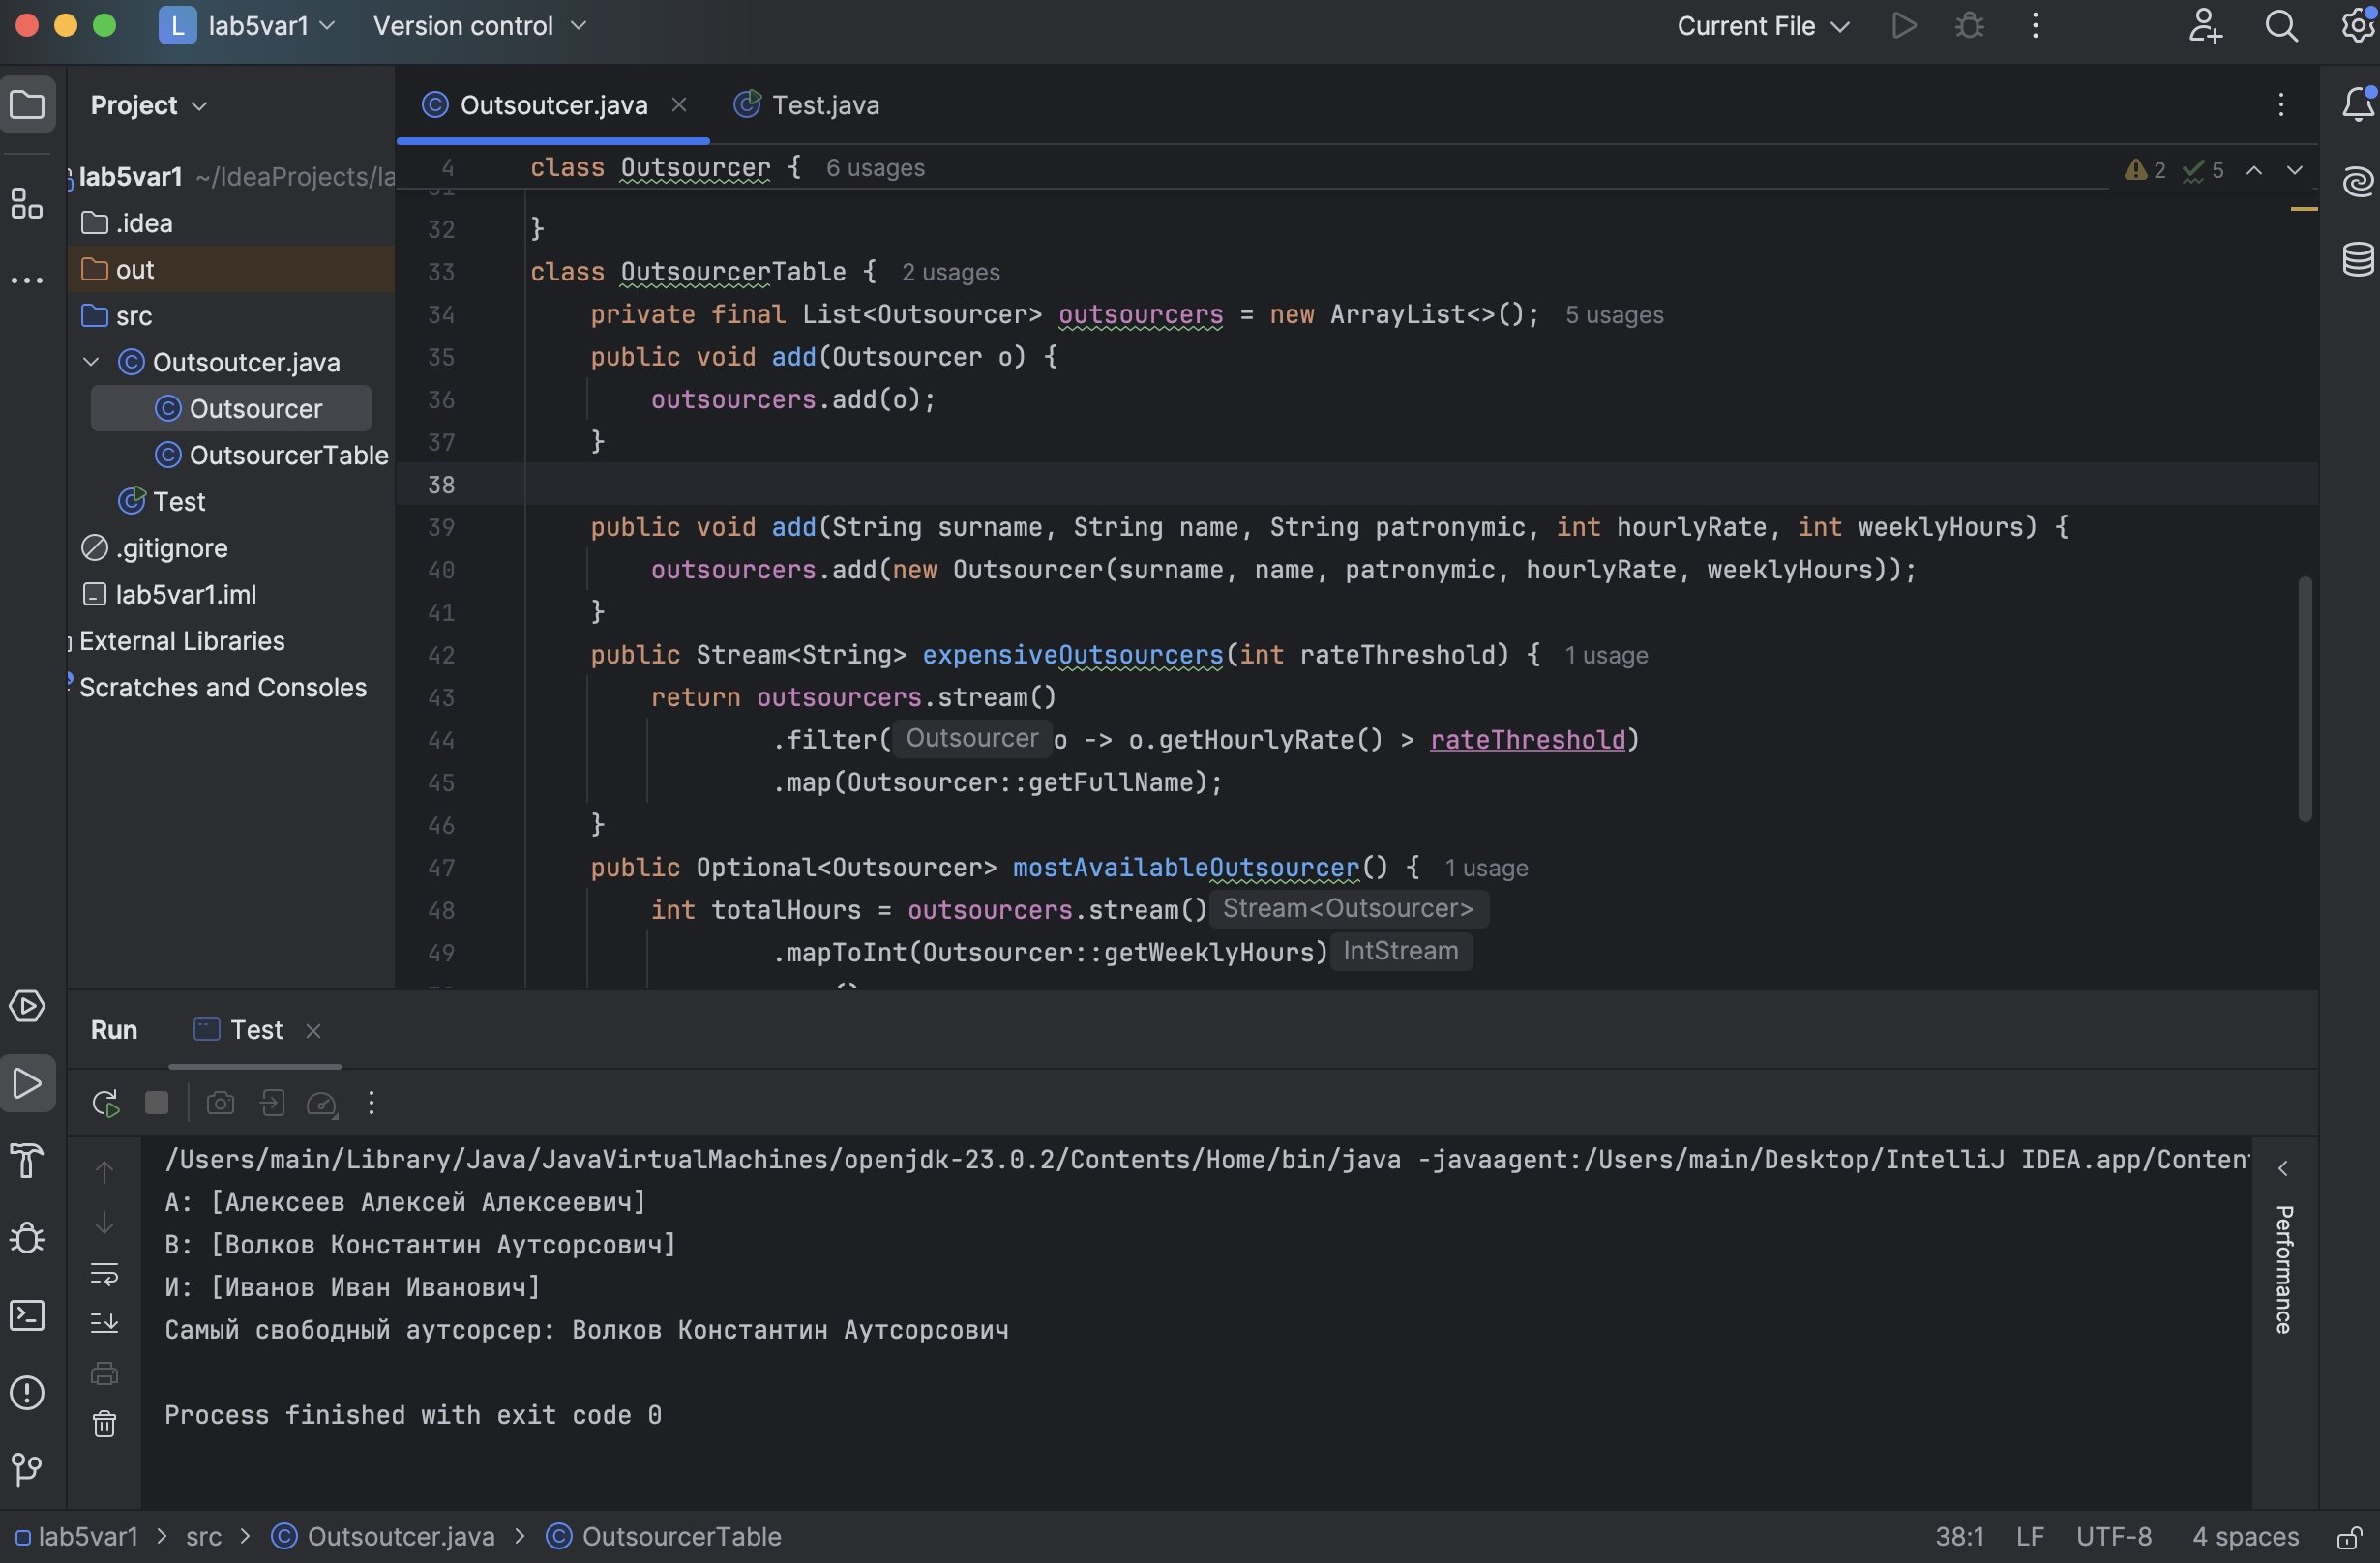 L lab5var1 Version control Current File
Project
Outsoutcer.java Test.java
lab5var1 ~/IdeaProjects/la
.idea
out
src
Outsoutcer.java
Outsourcer
OutsourcerTable
Test
.gitignore
lab5var1.iml
External Libraries
Scratches and Consoles
4 class Outsourcer { 6 usages 2 5
31
32 }
33 class OutsourcerTable { 2 usages
34 private final List<Outsourcer> outsourcers = new ArrayList<>(); 5 usages
35 public void add(Outsourcer o) {
36 outsourcers.add(o);
37 }
38
39 public void add(String surname, String name, String patronymic, int hourlyRate, int weeklyHours) {
40 outsourcers.add(new Outsourcer(surname, name, patronymic, hourlyRate, weeklyHours));
41 }
42 public Stream<String> expensiveOutsourcers(int rateThreshold) { 1 usage
43 return outsourcers.stream()
44 .filter( Outsourcer o -> o.getHourlyRate() > rateThreshold)
45 .map(Outsourcer::getFullName);
46 }
47 public Optional<Outsourcer> mostAvailableOutsourcer() { 1 usage
48 int totalHours = outsourcers.stream() Stream<Outsourcer>
49 .mapToInt(Outsourcer::getWeeklyHours) IntStream
Run Test
/Users/main/Library/Java/JavaVirtualMachines/openjdk-23.0.2/Contents/Home/bin/java -javaagent:/Users/main/Desktop/IntelliJ IDEA.app/Conten
А: [Алексеев Алексей Алексеевич]
В: [Волков Константин Аутсорсович]
И: [Иванов Иван Иванович]
Самый свободный аутсорсер: Волков Константин Аутсорсович
Process finished with exit code 0
Performance
lab5var1 > src > Outsoutcer.java > OutsourcerTable 38:1 LF UTF-8 4 spaces